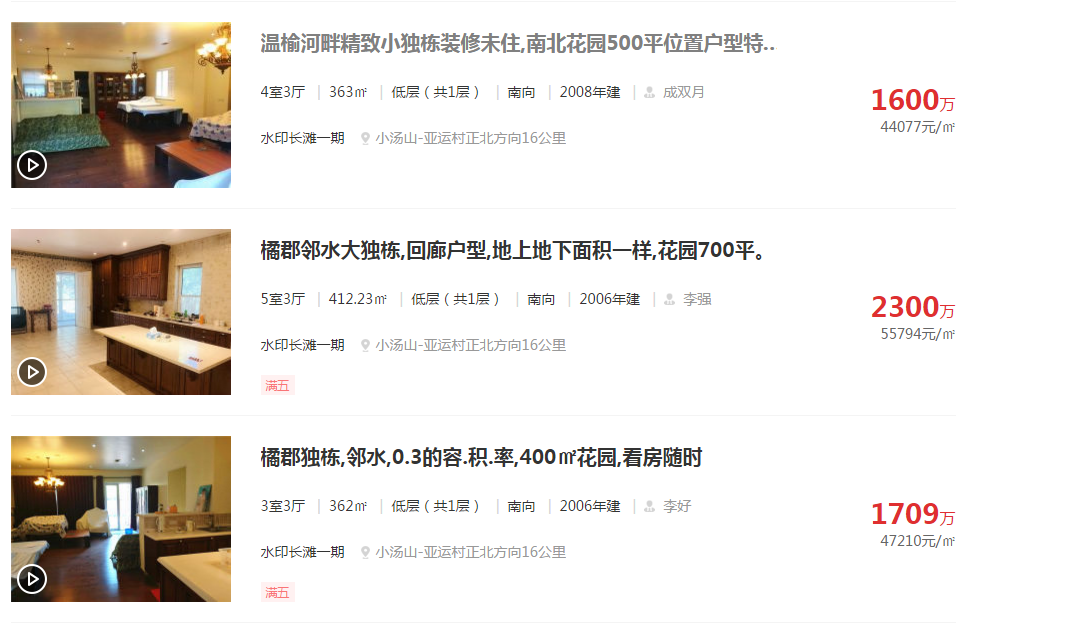 温榆河畔精致小独栋装修未住,南北花园500平位置户型特...
4室3厅 | 363㎡ | 低层（共1层） | 南向 | 2008年建 | 成双月
1600万
44077元/㎡
水印长滩一期 小汤山-亚运村正北方向16公里
橘郡邻水大独栋,回廊户型,地上地下面积一样,花园700平。
5室3厅 | 412.23㎡ | 低层（共1层） | 南向 | 2006年建 | 李强
2300万
55794元/㎡
水印长滩一期 小汤山-亚运村正北方向16公里
满五
橘郡独栋,邻水,0.3的容.积.率,400㎡花园,看房随时
3室3厅 | 362㎡ | 低层（共1层） | 南向 | 2006年建 | 李好
1709万
47210元/㎡
水印长滩一期 小汤山-亚运村正北方向16公里
满五